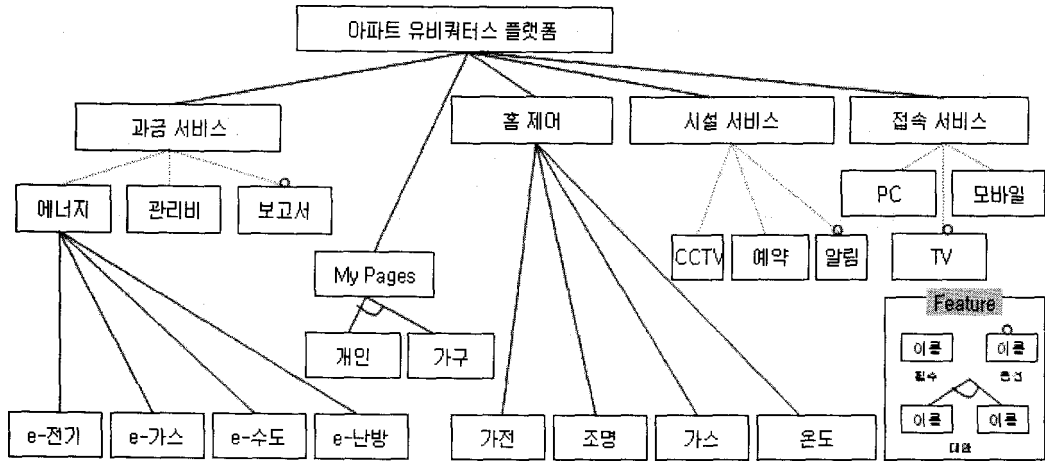 아파트 유비쿼터스 플랫폼
과금 서비스
홈 제어
시설 서비스
접속 서비스
에너지
관리비
보고서
PC
모바일
My Pages
CCTV
예약
알림
TV
개인
가구
Feature
이름
이름
필수
옵션
이름
이름
대안
e-전기
e-가스
e-수도
e-난방
가전
조명
가스
온도